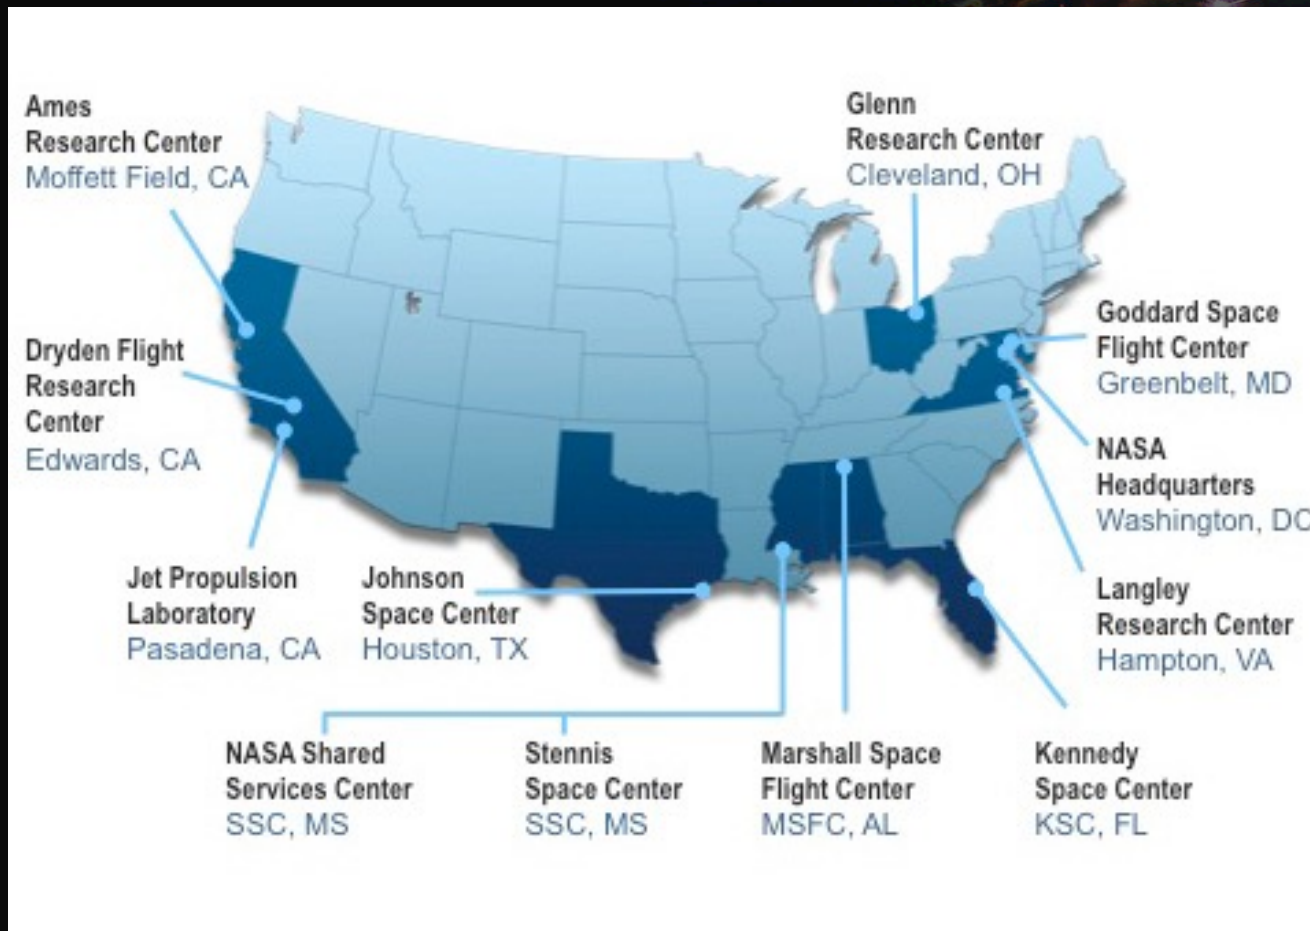 Ames
Research Center
Moffett Field, CA
Glenn
Research Center
Cleveland, OH
Dryden Flight
Research
Center
Edwards, CA
Goddard Space
Flight Center
Greenbelt, MD
NASA
Headquarters
Washington, DC
Jet Propulsion
Laboratory
Pasadena, CA
Johnson
Space Center
Houston, TX
Langley
Research Center
Hampton, VA
NASA Shared
Services Center
SSC, MS
Stennis
Space Center
SSC, MS
Marshall Space
Flight Center
MSFC, AL
Kennedy
Space Center
KSC, FL